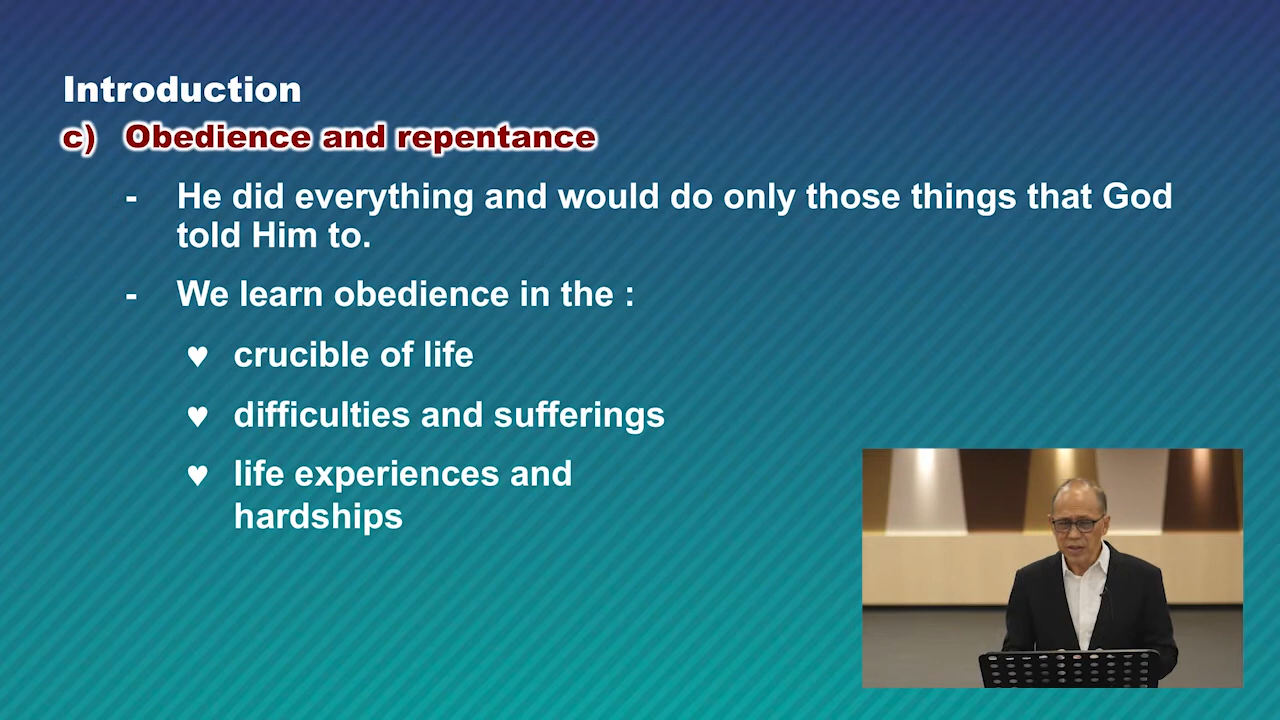 Introduction
c) Obedience and repentance
- He did everything and would do only those things that God
told Him to.
- We learn obedience in the :
♥ crucible of life
♥ difficulties and sufferings
♥ life experiences and
hardships